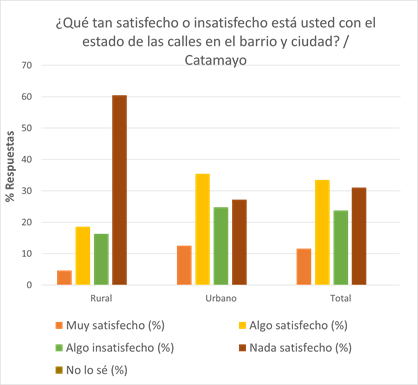 ¿Qué tan satisfecho o insatisfecho está usted con el
estado de las calles en el barrio y ciudad? /
Catamayo
% Respuestas
70
60
50
40
30
20
10
0
Rural Urbano Total
Muy satisfecho (%) Algo satisfecho (%)
Algo insatisfecho (%) Nada satisfecho (%)
No lo sé (%)